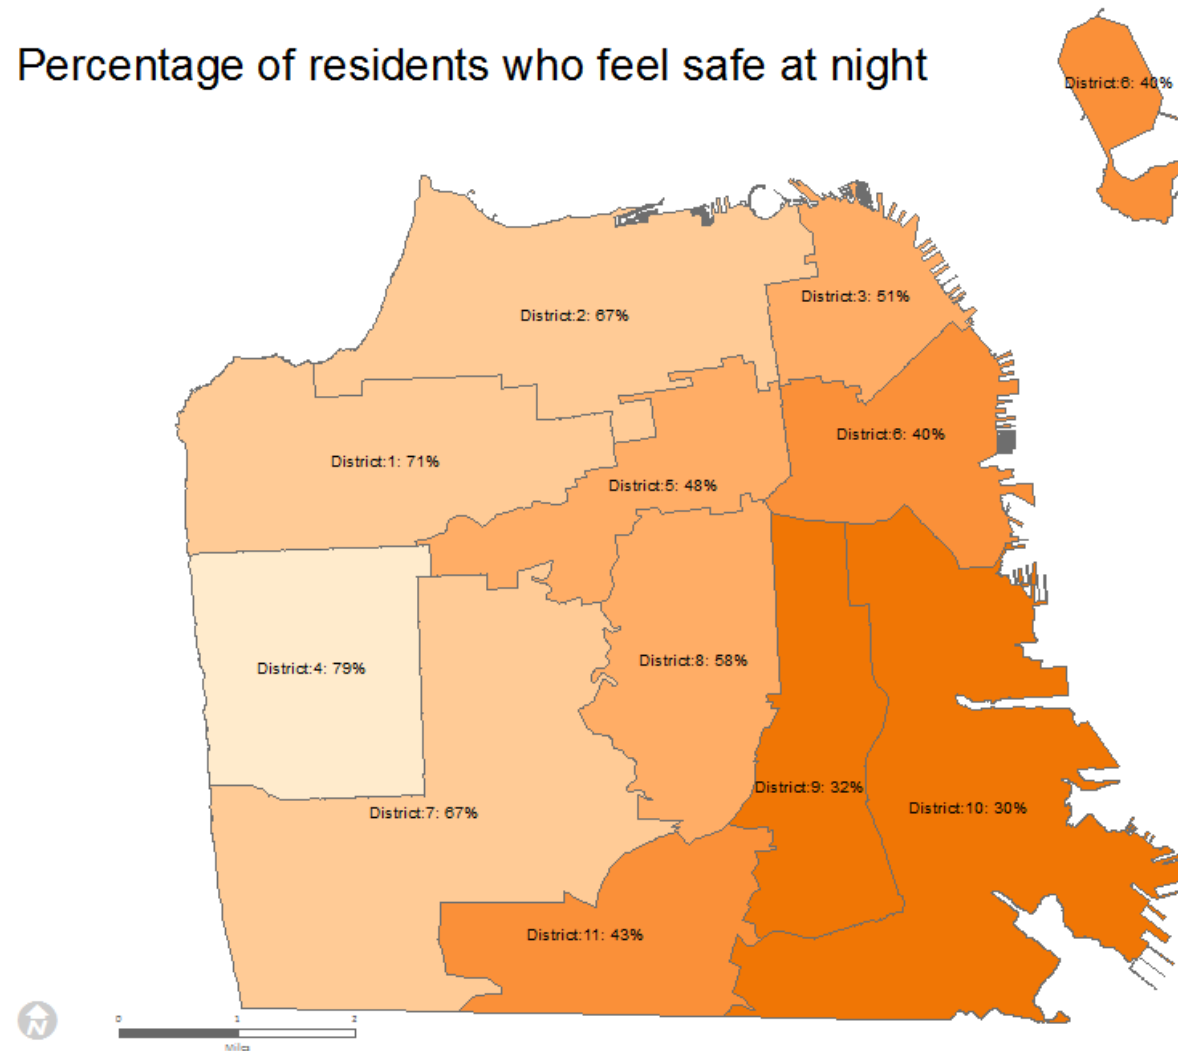 Percentage of residents who feel safe at night
District:6: 40%
District:2: 67%
District:3: 51%
District:6: 40%
District:1: 71%
District:5: 48%
District:4: 79%
District:8: 58%
District:9: 32%
District:7: 67%
District:10: 30%
District:11: 43%
N
0 1 2
Miles